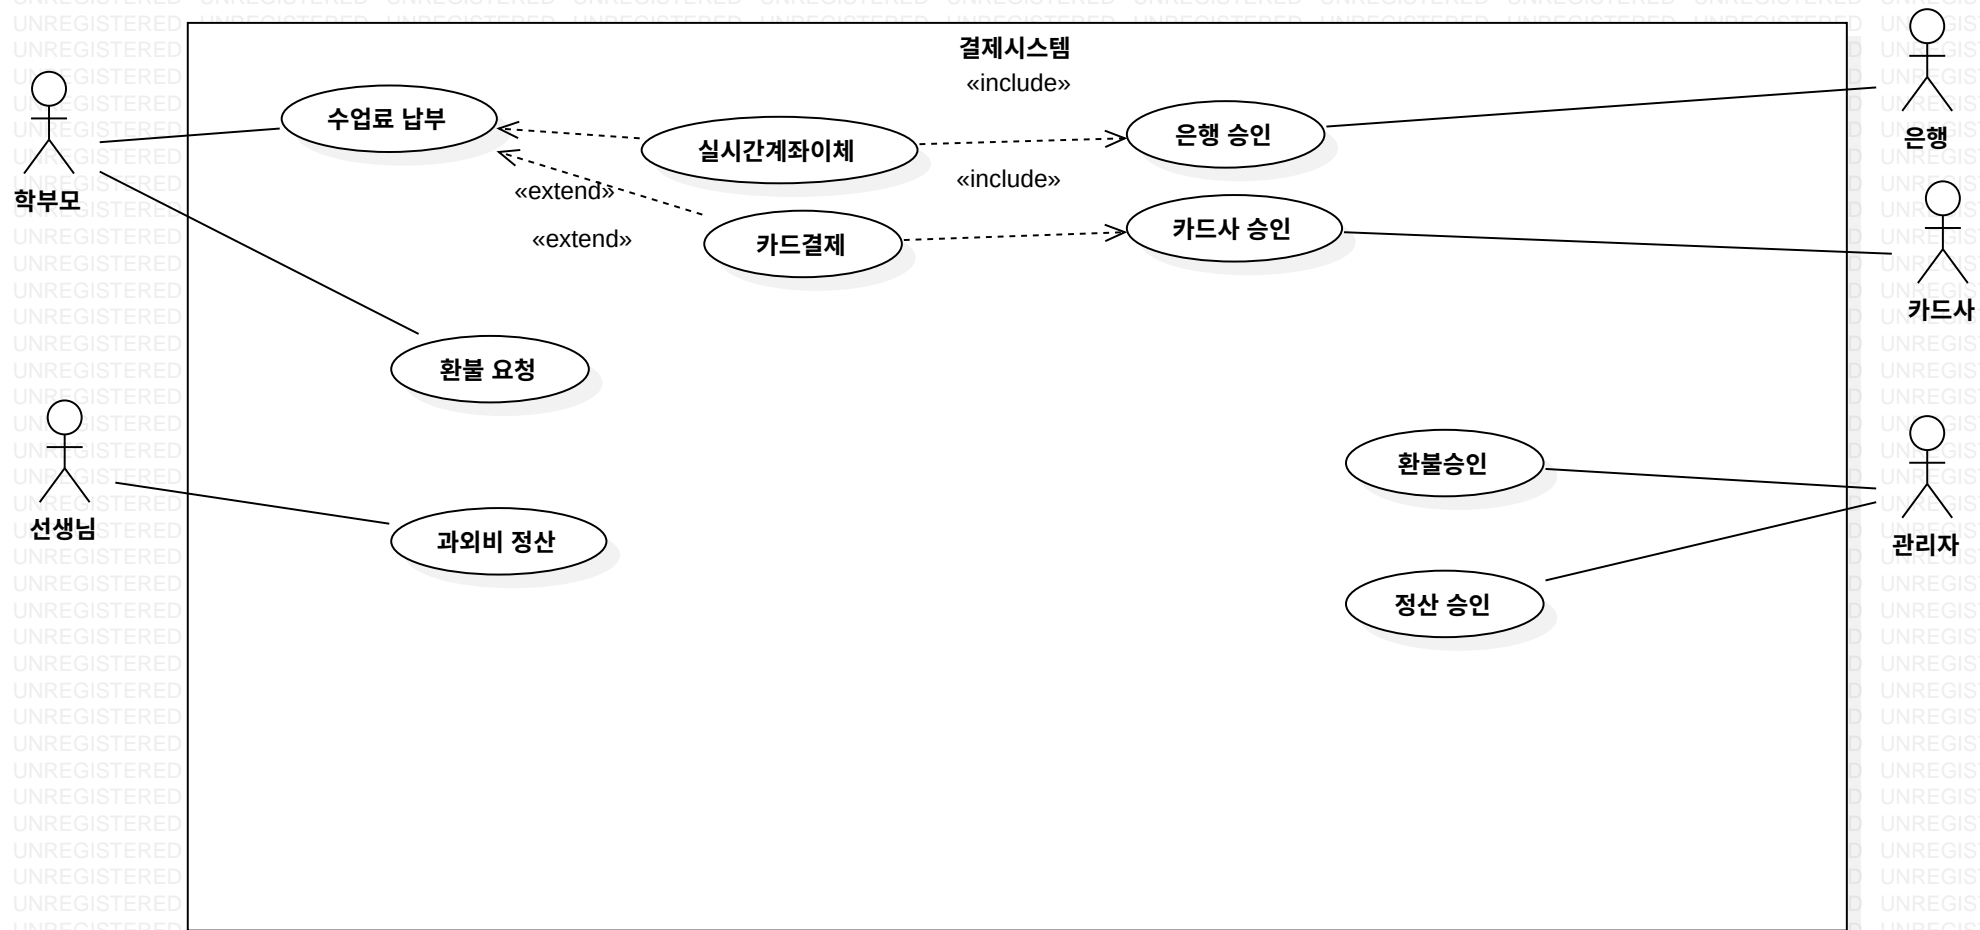 결제시스템
«include»
수업료 납부
실시간계좌이체
은행 승인
은행
학부모
«extend»
«include»
«extend»
카드결제
카드사 승인
카드사
환불 요청
환불승인
선생님
과외비 정산
관리자
정산 승인
UNREGISTERED